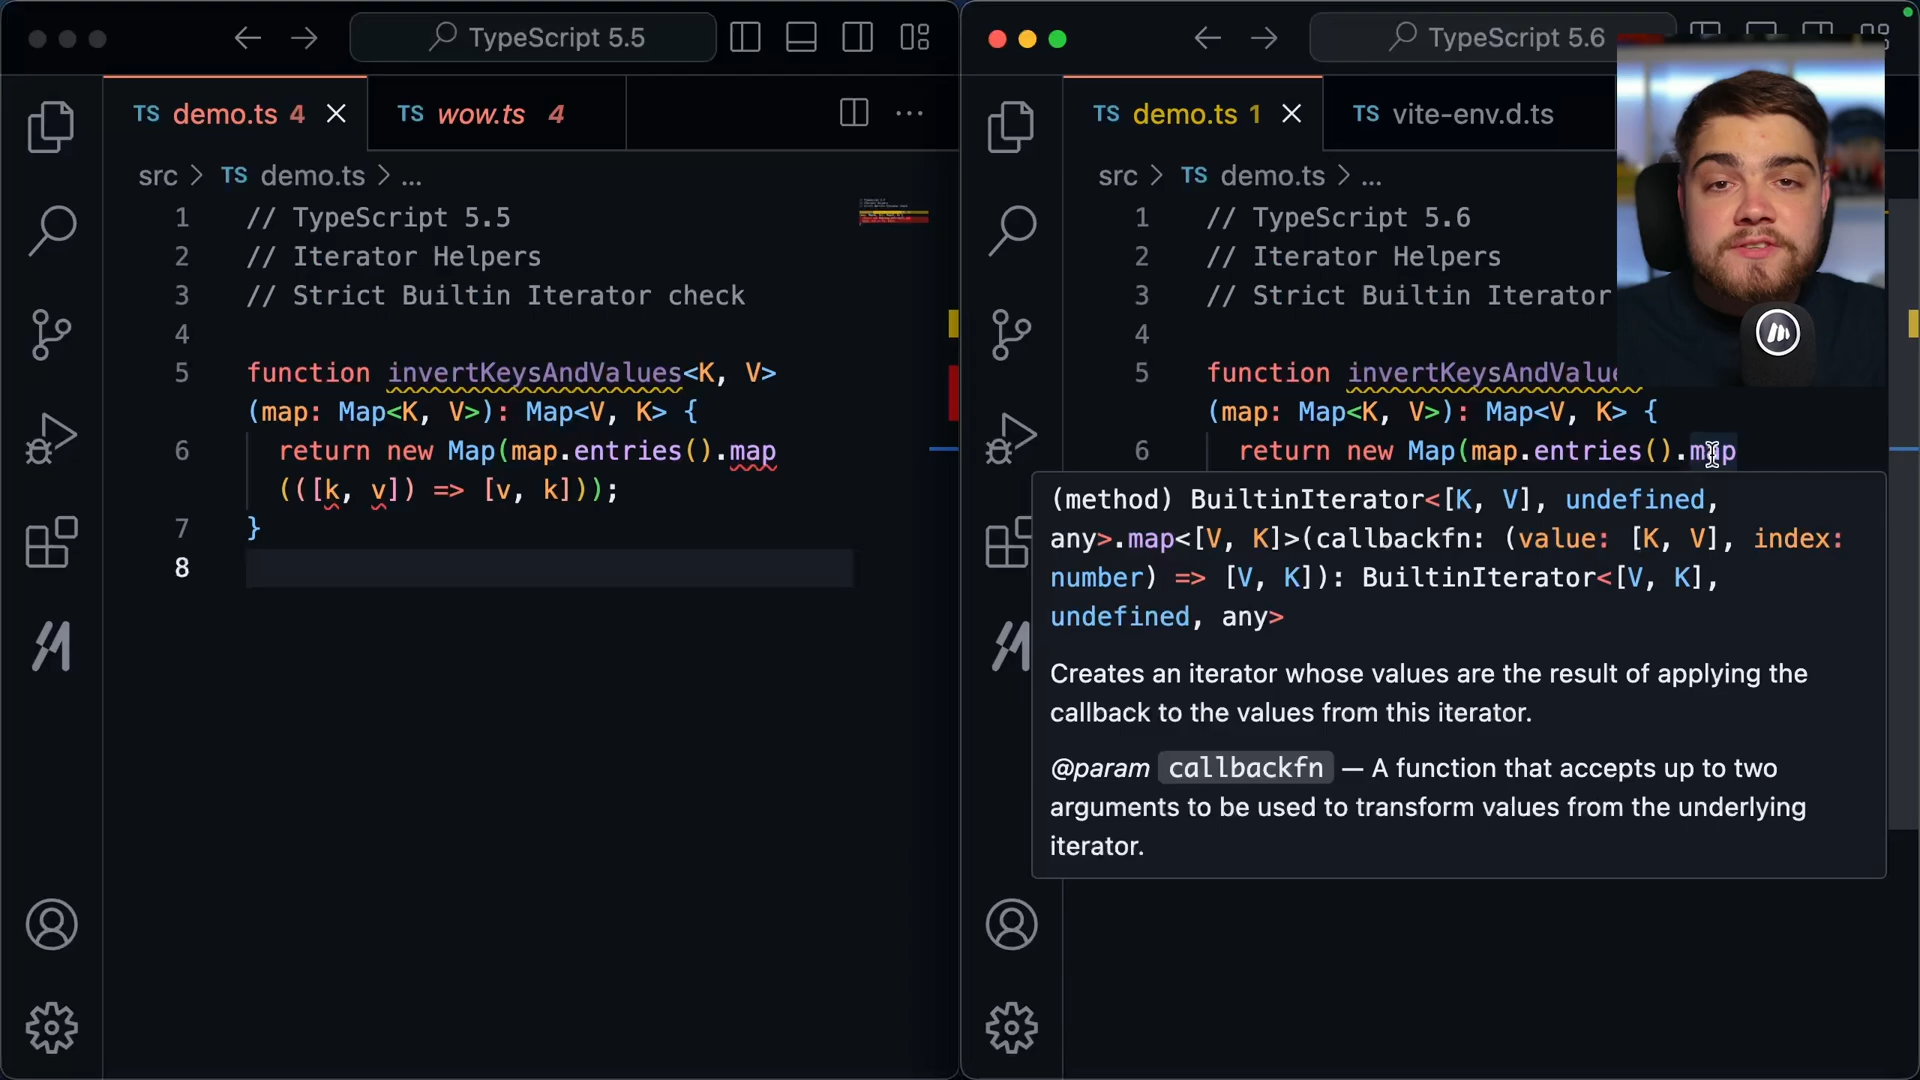 TypeScript 5.5
TS demo.ts 4
TS wow.ts 4
src > TS demo.ts > ...
1 // TypeScript 5.5
2 // Iterator Helpers
3 // Strict Builtin Iterator check
4
5 function invertKeysAndValues<K, V>
(map: Map<K, V>): Map<V, K> {
6 return new Map(map.entries().map
(([k, v]) => [v, k]));
7 }
8
TypeScript 5.6
TS demo.ts 1
TS vite-env.d.ts
src > TS demo.ts > ...
1 // TypeScript 5.6
2 // Iterator Helpers
3 // Strict Builtin Iterator
4
5 function invertKeysAndValue
(map: Map<K, V>): Map<V, K> {
6 return new Map(map.entries().map
(method) BuiltinIterator<[K, V], undefined,
any>.map<[V, K]>(callbackfn: (value: [K, V], index:
number) => [V, K]): BuiltinIterator<[V, K],
undefined, any>
Creates an iterator whose values are the result of applying the
callback to the values from this iterator.
@param callbackfn — A function that accepts up to two
arguments to be used to transform values from the underlying
iterator.